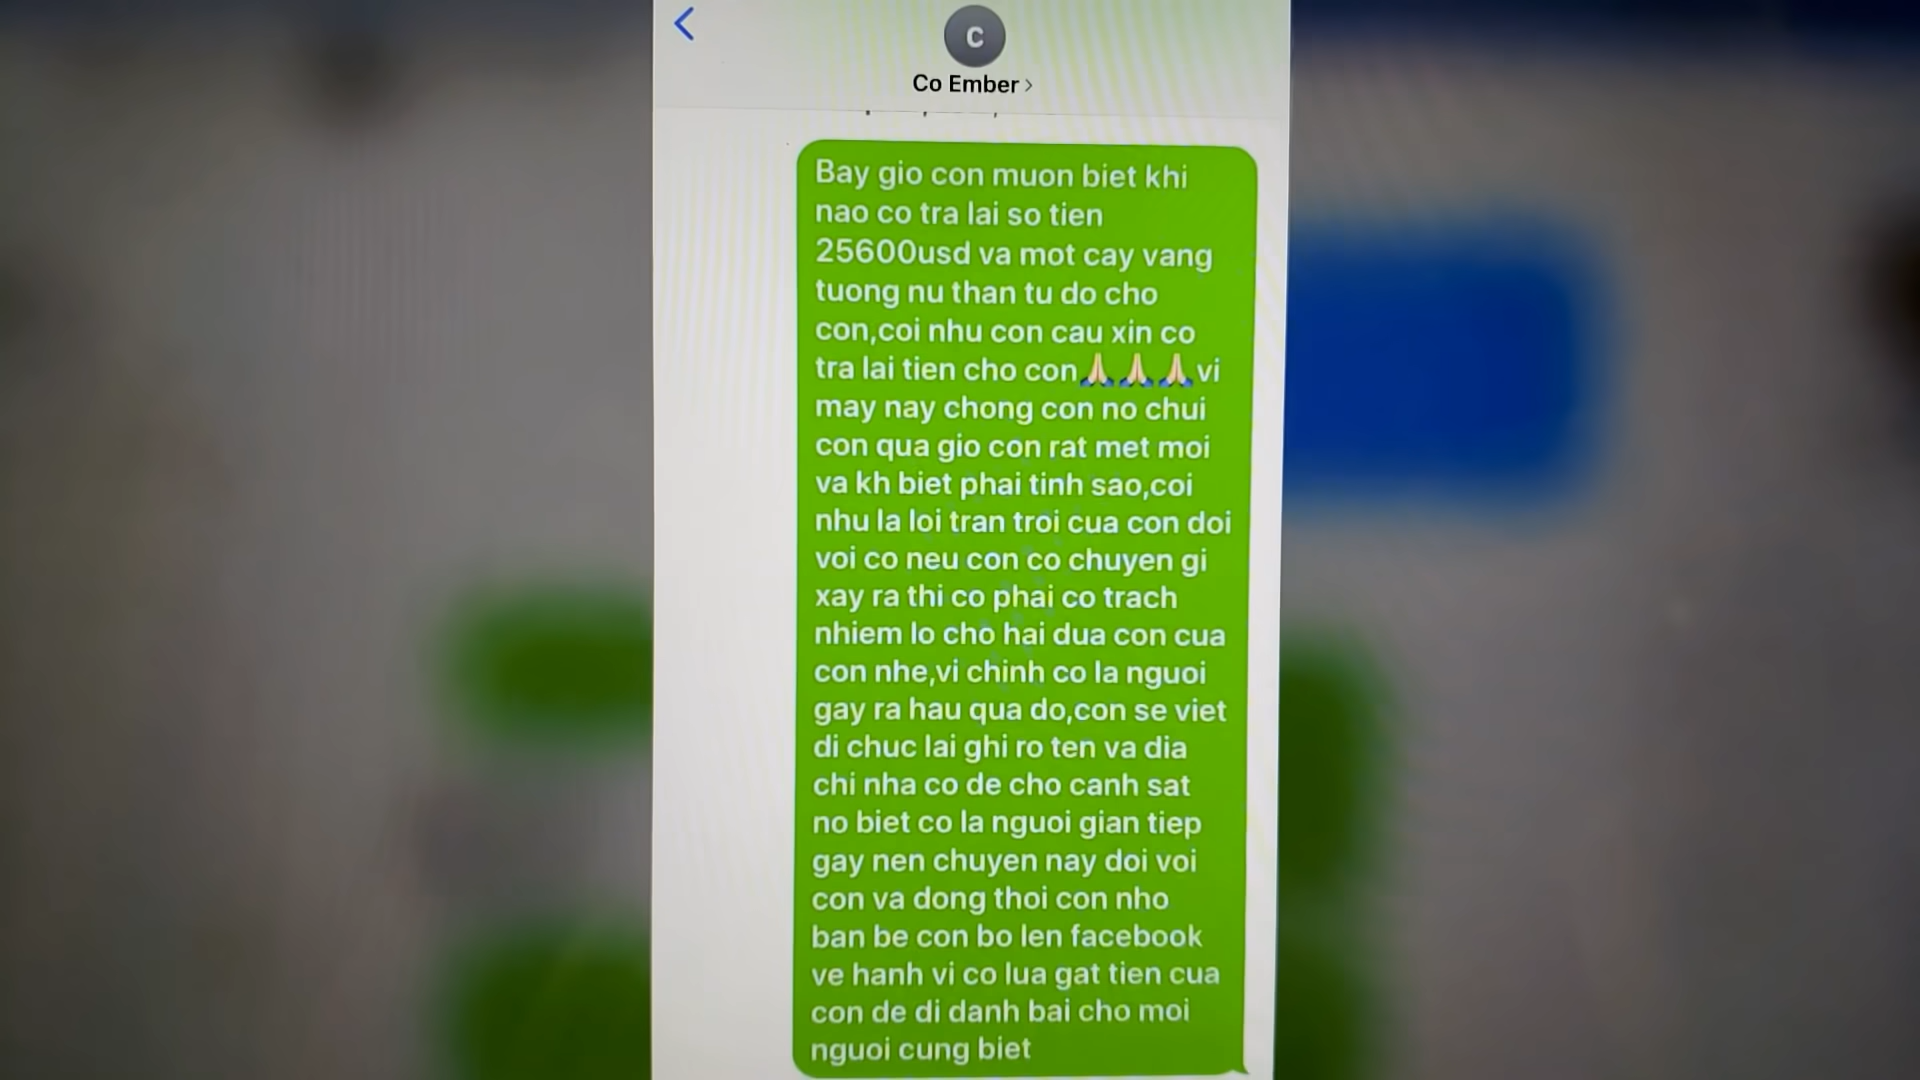 C
Co Ember
Bay gio con muon biet khi
nao co tra lai so tien
25600usd va mot cay vang
tuong nu than tu do cho
con,coi nhu con cau xin co
tra lai tien cho con🙏🏻🙏🏻🙏🏻vi
may nay chong con no chui
con qua gio con rat met moi
va kh biet phai tinh sao,coi
nhu la loi tran troi cua con doi
voi co neu con co chuyen gi
xay ra thi co phai co trach
nhiem lo cho hai dua con cua
con nhe,vi chinh co la nguoi
gay ra hau qua do,con se viet
di chuc lai ghi ro ten va dia
chi nha co de cho canh sat
no biet co la nguoi gian tiep
gay nen chuyen nay doi voi
con va dong thoi con nho
ban be con bo len facebook
ve hanh vi co lua gat tien cua
con de di danh bai cho moi
nguoi cung biet